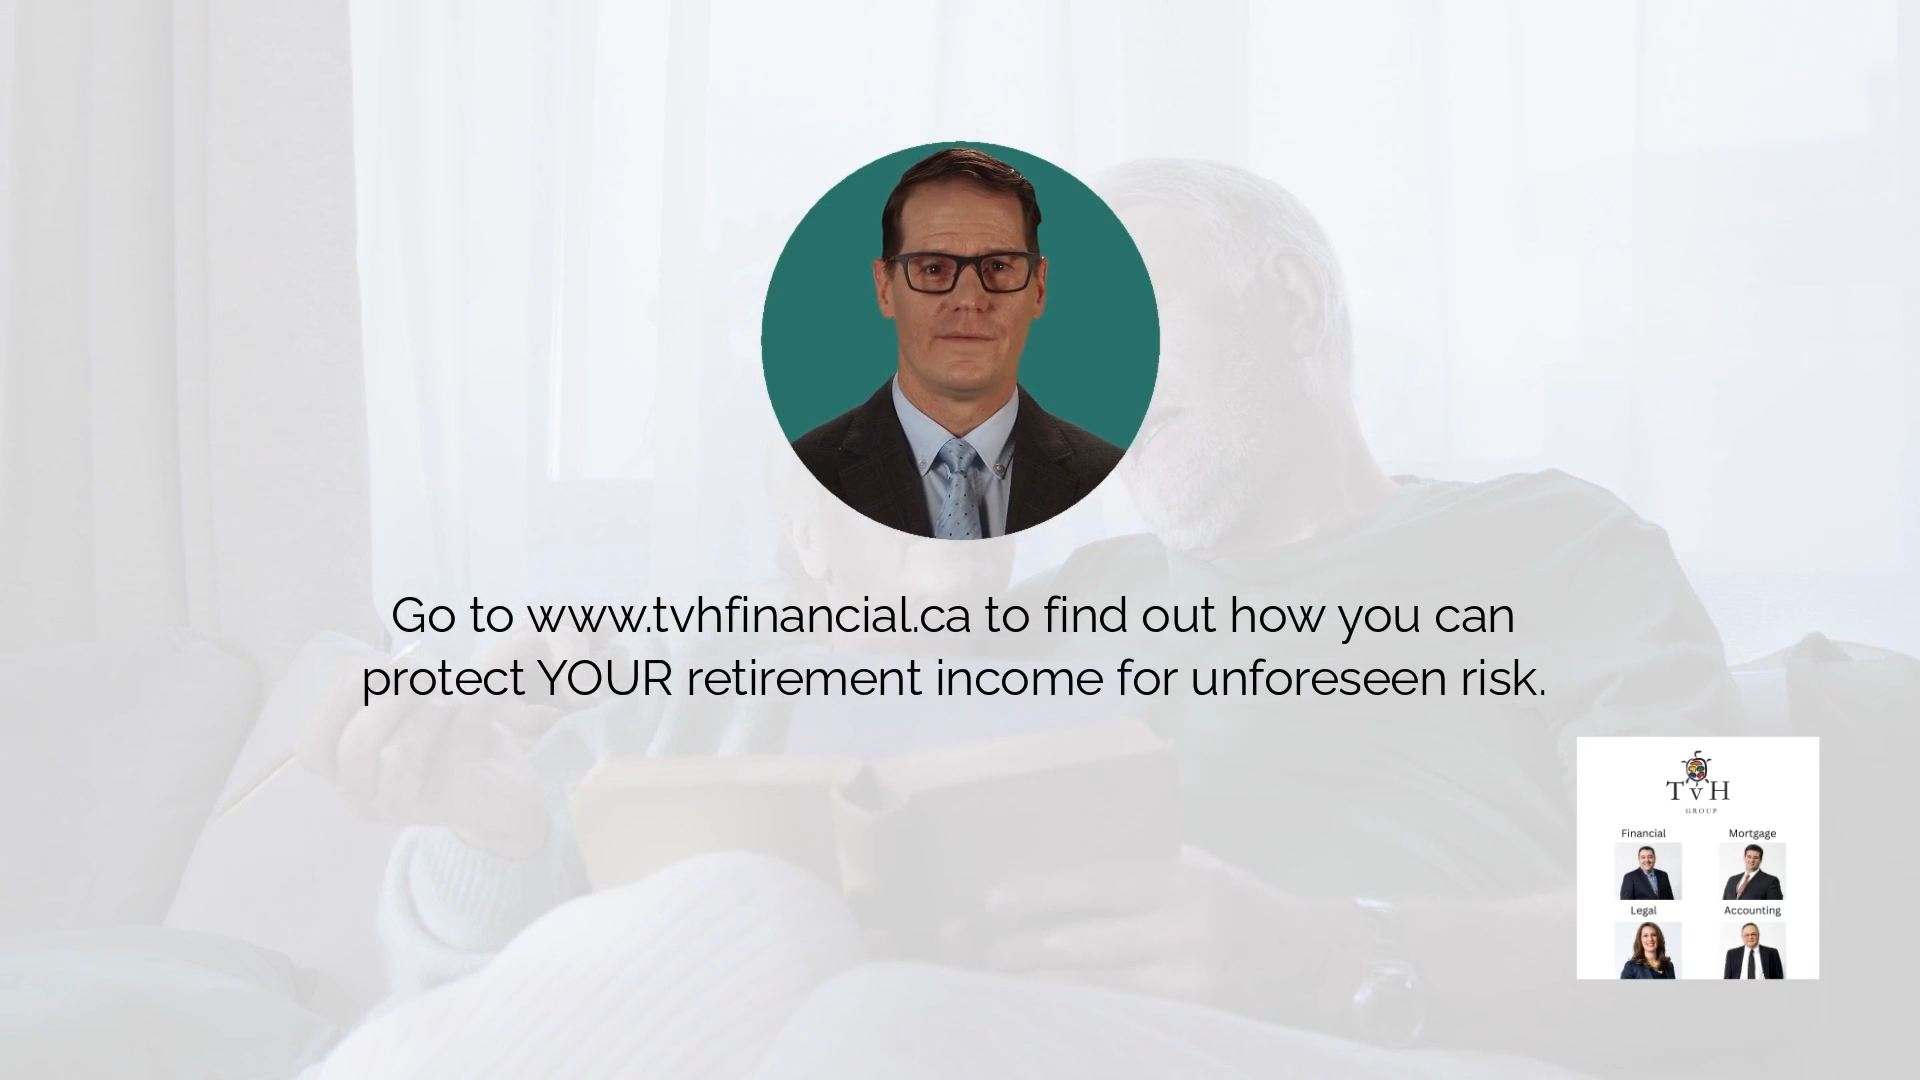 Go to www.tvhfinancial.ca to find out how you can
protect YOUR retirement income for unforeseen risk.
TvH
GROUP
Financial
Mortgage
Legal
Accounting